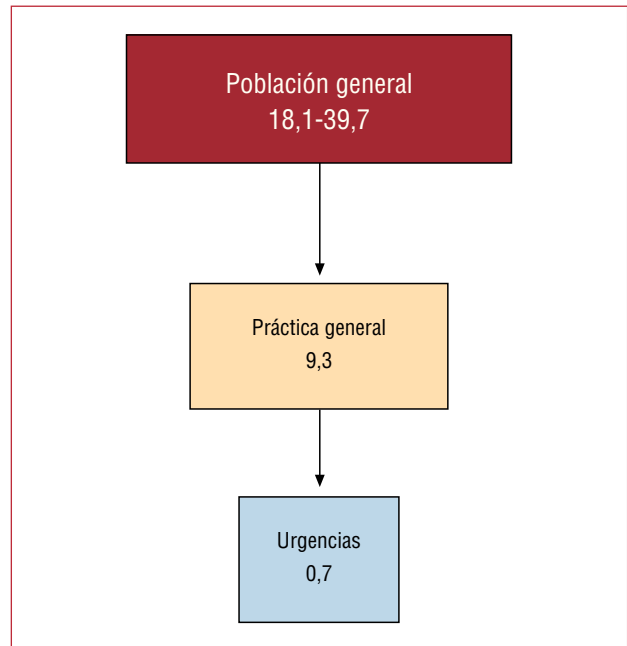 Población general
18,1-39,7
Práctica general
9,3
Urgencias
0,7